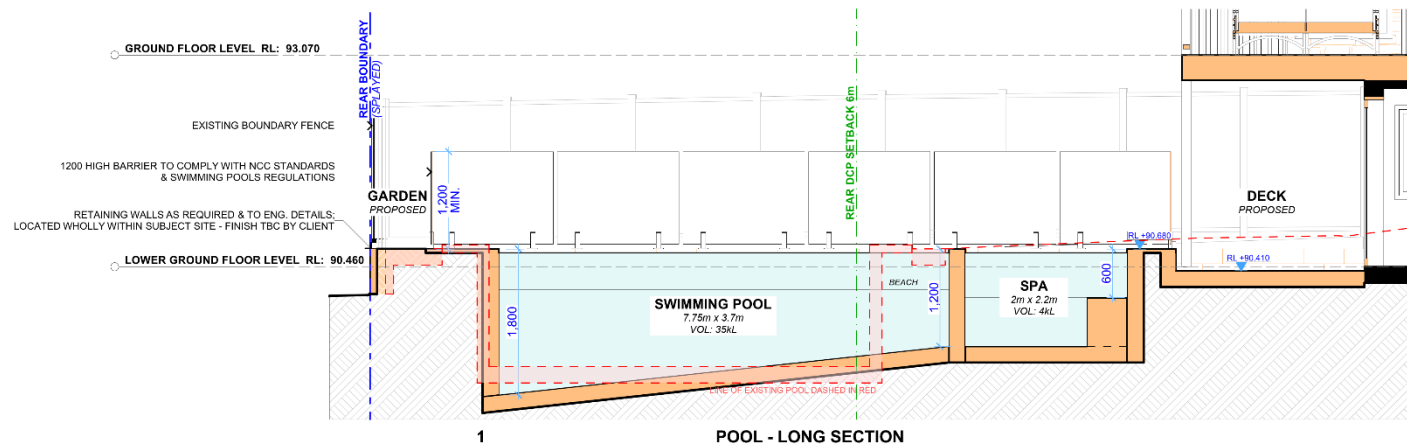 GROUND FLOOR LEVEL RL: 93.070
REAR BOUNDARY
(SPLAYED)
EXISTING BOUNDARY FENCE
1200 HIGH BARRIER TO COMPLY WITH NCC STANDARDS
& SWIMMING POOLS REGULATIONS
RETAINING WALLS AS REQUIRED & TO ENG. DETAILS;
LOCATED WHOLLY WITHIN SUBJECT SITE - FINISH TBC BY CLIENT
LOWER GROUND FLOOR LEVEL RL: 90.460
GARDEN
PROPOSED
1,200
MIN.
REAR DCP SETBACK 6m
DECK
PROPOSED
RL +90.680
RL +90.410
1,800
SWIMMING POOL
7.75m x 3.7m
VOL: 35kL
BEACH
1,200
SPA
2m x 2.2m
VOL: 4kL
600
LINE OF EXISTING POOL DASHED IN RED
1
POOL - LONG SECTION